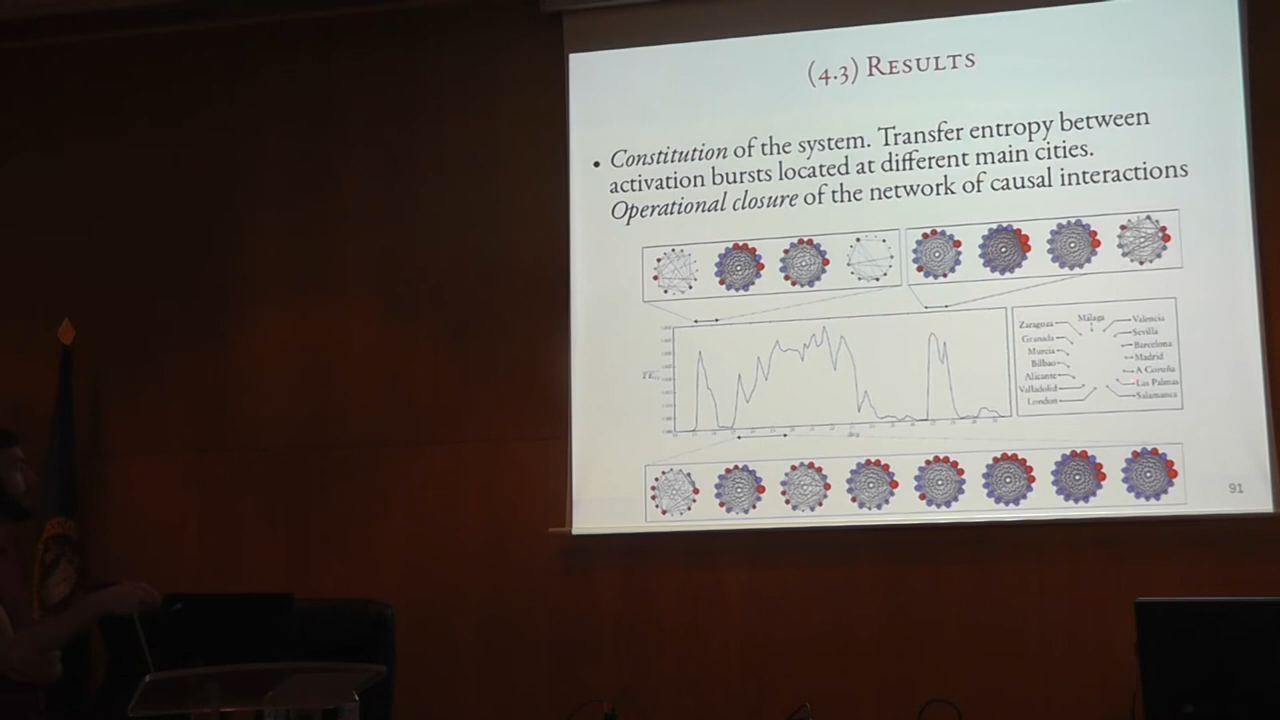 (4.3) Results
• Constitution of the system. Transfer entropy between
activation bursts located at different main cities.
Operational closure of the network of causal interactions
Zaragoza
Málaga
Valencia
Granada
Sevilla
Murcia
Barcelona
Bilbao
Madrid
Alicante
A Coruña
Valladolid
Las Palmas
London
Salamanca
days
91